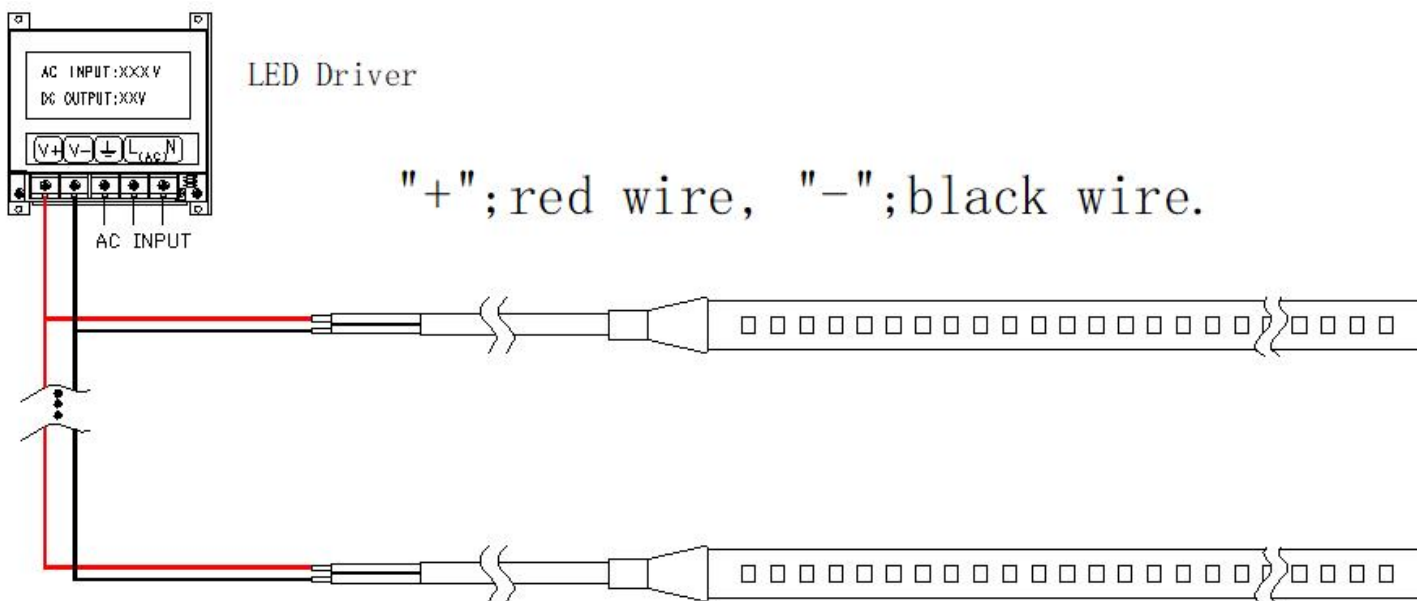 AC INPUT:XXXV
DC OUTPUT:XXV
LED Driver
V+ V- L(AC)N
"+";red wire, "-";black wire.
AC INPUT